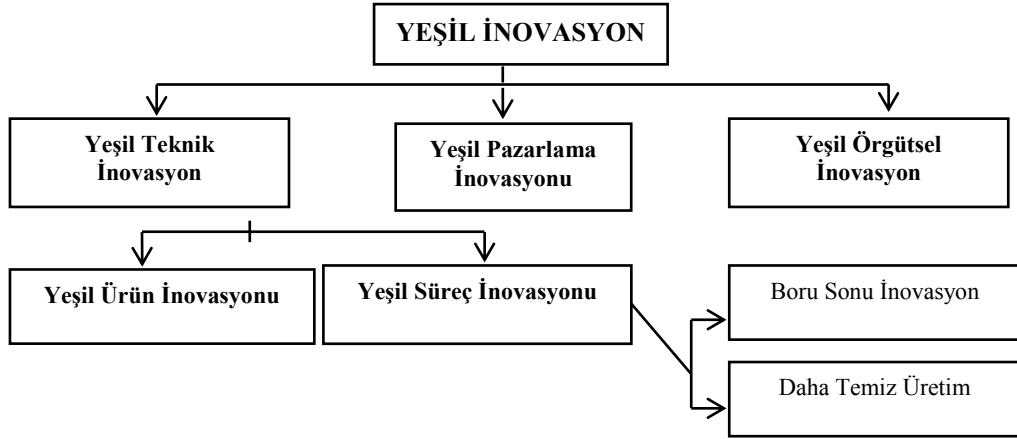 YEŞİL İNOVASYON
Yeşil Teknik
İnovasyon
Yeşil Pazarlama
İnovasyonu
Yeşil Örgütsel
İnovasyon
Yeşil Ürün İnovasyonu
Yeşil Süreç İnovasyonu
Boru Sonu İnovasyon
Daha Temiz Üretim